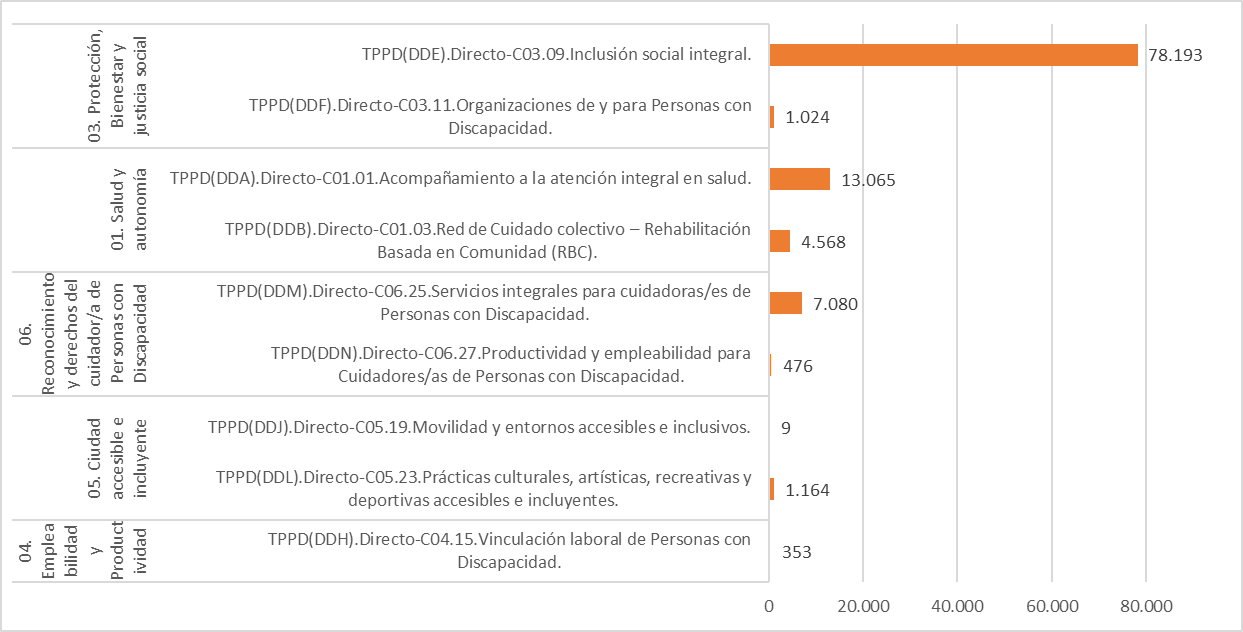 03. Protección,
Bienestar y
justicia social
TPPD(DDE).Directo-C03.09.Inclusión social integral.
78.193
TPPD(DDF).Directo-C03.11.Organizaciones de y para Personas con
Discapacidad.
1.024
01. Salud y
autonomía
TPPD(DDA).Directo-C01.01.Acompañamiento a la atención integral en salud.
13.065
TPPD(DDB).Directo-C01.03.Red de Cuidado colectivo – Rehabilitación
Basada en Comunidad (RBC).
4.568
06.
Reconocimiento
y derechos del
cuidador/a de
Personas con
Discapacidad
TPPD(DDM).Directo-C06.25.Servicios integrales para cuidadoras/es de
Personas con Discapacidad.
7.080
TPPD(DDN).Directo-C06.27.Productividad y empleabilidad para
Cuidadores/as de Personas con Discapacidad.
476
05. Ciudad
accesible e
incluyente
TPPD(DDJ).Directo-C05.19.Movilidad y entornos accesibles e inclusivos.
9
TPPD(DDL).Directo-C05.23.Prácticas culturales, artísticas, recreativas y
deportivas accesibles e incluyentes.
1.164
04.
Emplea
bilidad
y
Product
ividad
TPPD(DDH).Directo-C04.15.Vinculación laboral de Personas con
Discapacidad.
353
0
20.000
40.000
60.000
80.000